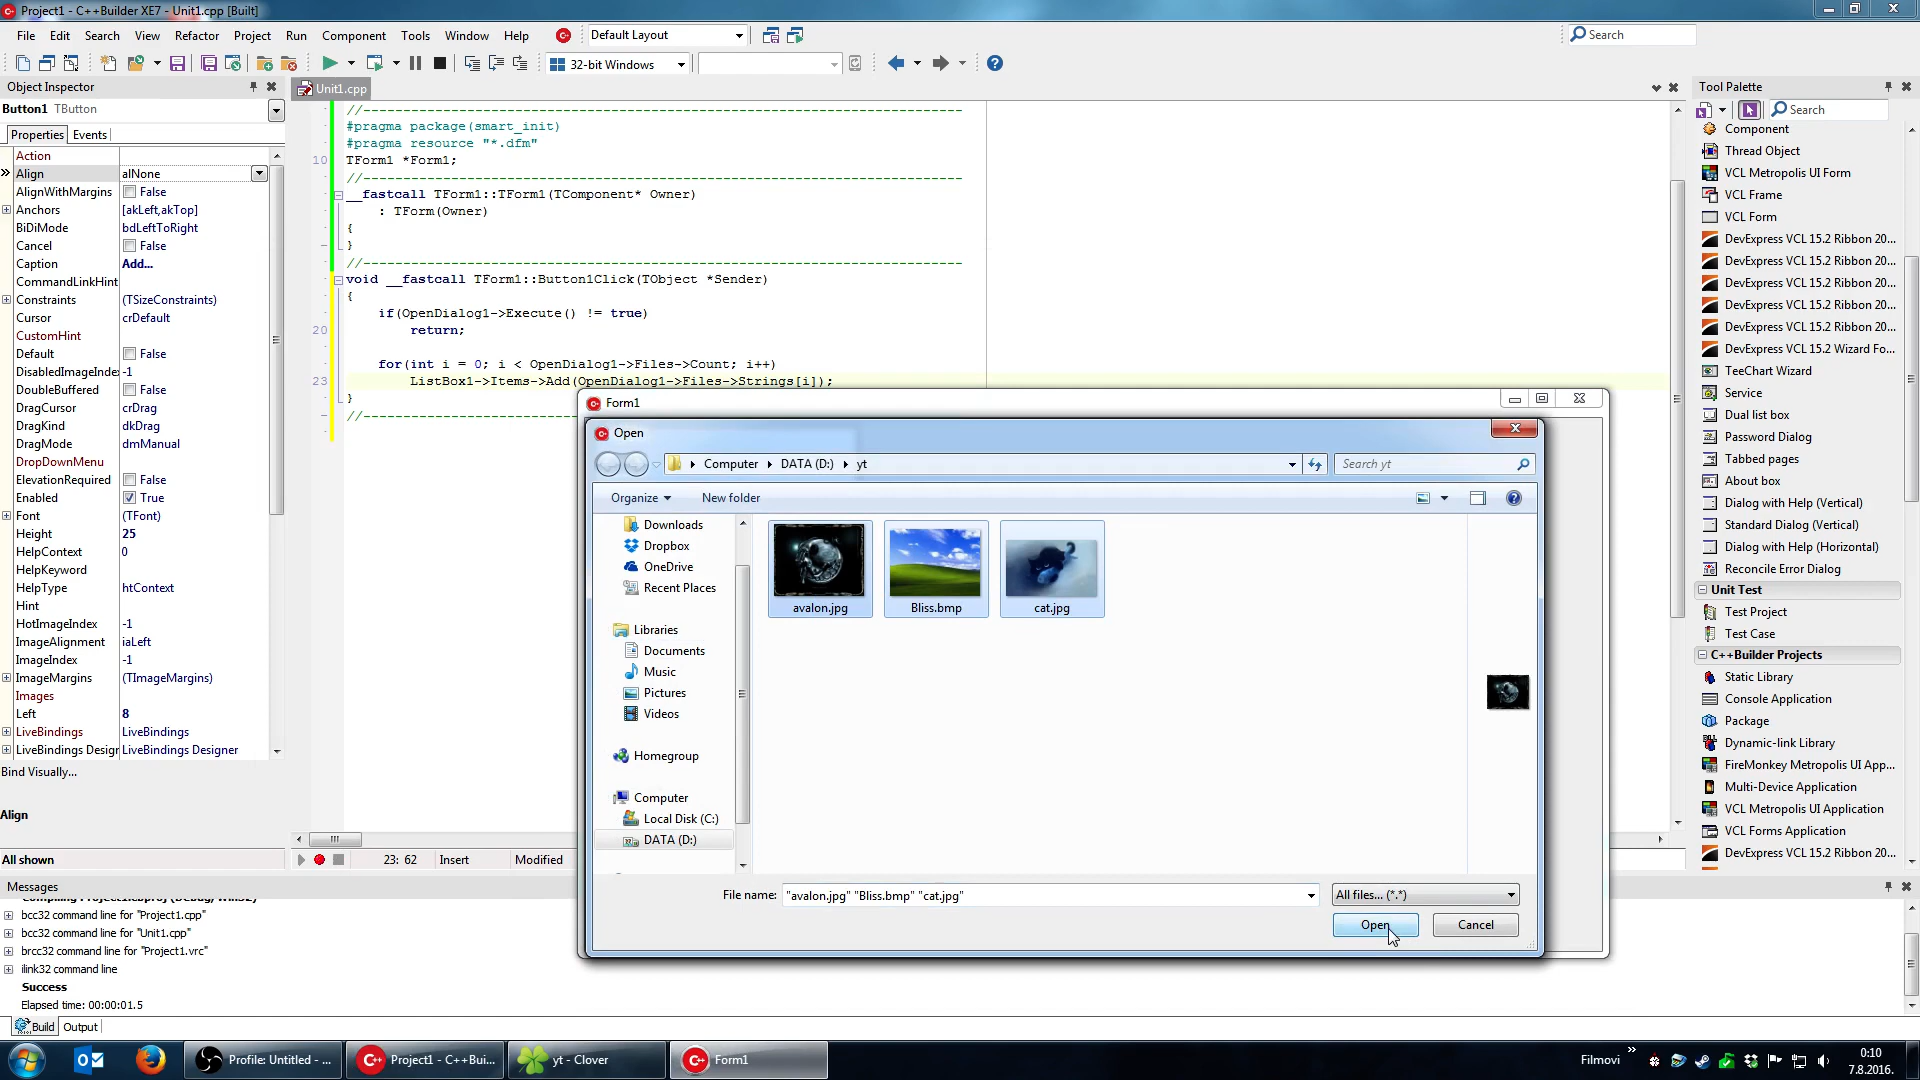 Project1 - C++Builder XE7 - Unit1.cpp [Built]
File Edit Search View Refactor Project Run Component Tools Window Help
Default Layout
Search
32-bit Windows
Object Inspector
Unit1.cpp
Tool Palette
Button1 TButton
Search
Properties Events
Action
Align alNone
AlignWithMargins False
Anchors [akLeft,akTop]
BiDiMode bdLeftToRight
Cancel False
Caption Add...
CommandLinkHint
Constraints (TSizeConstraints)
Cursor crDefault
CustomHint
Default False
DisabledImageIndex -1
DoubleBuffered False
DragCursor crDrag
DragKind dkDrag
DragMode dmManual
DropDownMenu
ElevationRequired False
Enabled True
Font (TFont)
Height 25
HelpContext 0
HelpKeyword
HelpType htContext
Hint
HotImageIndex -1
ImageAlignment iaLeft
ImageIndex -1
ImageMargins (TImageMargins)
Images
Left 8
LiveBindings LiveBindings
LiveBindings Desigr LiveBindings Designer
Bind Visually...
Align
All shown
//---------------------------------------------------------------------------
#pragma package(smart_init)
#pragma resource "*.dfm"
10 TForm1 *Form1;
//---------------------------------------------------------------------------
__fastcall TForm1::TForm1(TComponent* Owner)
: TForm(Owner)
{
}
//---------------------------------------------------------------------------
void __fastcall TForm1::Button1Click(TObject *Sender)
{
if(OpenDialog1->Execute() != true)
20 return;
for(int i = 0; i < OpenDialog1->Files->Count; i++)
23 ListBox1->Items->Add(OpenDialog1->Files->Strings[i]);
}
//---------------------------
23: 62 Insert Modified
Form1
Open
Computer DATA (D:) yt
Search yt
Organize New folder
Downloads
Dropbox
OneDrive
Recent Places
Libraries
Documents
Music
Pictures
Videos
Homegroup
Computer
Local Disk (C:)
DATA (D:)
avalon.jpg
Bliss.bmp
cat.jpg
File name: "avalon.jpg" "Bliss.bmp" "cat.jpg"
All files... (*.*)
Open Cancel
Component
Thread Object
VCL Metropolis UI Form
VCL Frame
VCL Form
DevExpress VCL 15.2 Ribbon 20...
DevExpress VCL 15.2 Ribbon 20...
DevExpress VCL 15.2 Ribbon 20...
DevExpress VCL 15.2 Ribbon 20...
DevExpress VCL 15.2 Ribbon 20...
DevExpress VCL 15.2 Wizard Fo...
TeeChart Wizard
Service
Dual list box
Password Dialog
Tabbed pages
About box
Dialog with Help (Vertical)
Standard Dialog (Vertical)
Dialog with Help (Horizontal)
Reconcile Error Dialog
Unit Test
Test Project
Test Case
C++Builder Projects
Static Library
Console Application
Package
Dynamic-link Library
FireMonkey Metropolis UI App...
Multi-Device Application
VCL Metropolis UI Application
VCL Forms Application
DevExpress VCL 15.2 Ribbon 20...
Messages
Compiling Project1.cbproj (Debug, Win32)
bcc32 command line for "Project1.cpp"
bcc32 command line for "Unit1.cpp"
brcc32 command line for "Project1.vrc"
ilink32 command line
Success
Elapsed time: 00:00:01.5
Build Output
Profile: Untitled - ...
Project1 - C++Bui...
yt - Clover
Form1
Filmovi
0:10
7.8.2016.